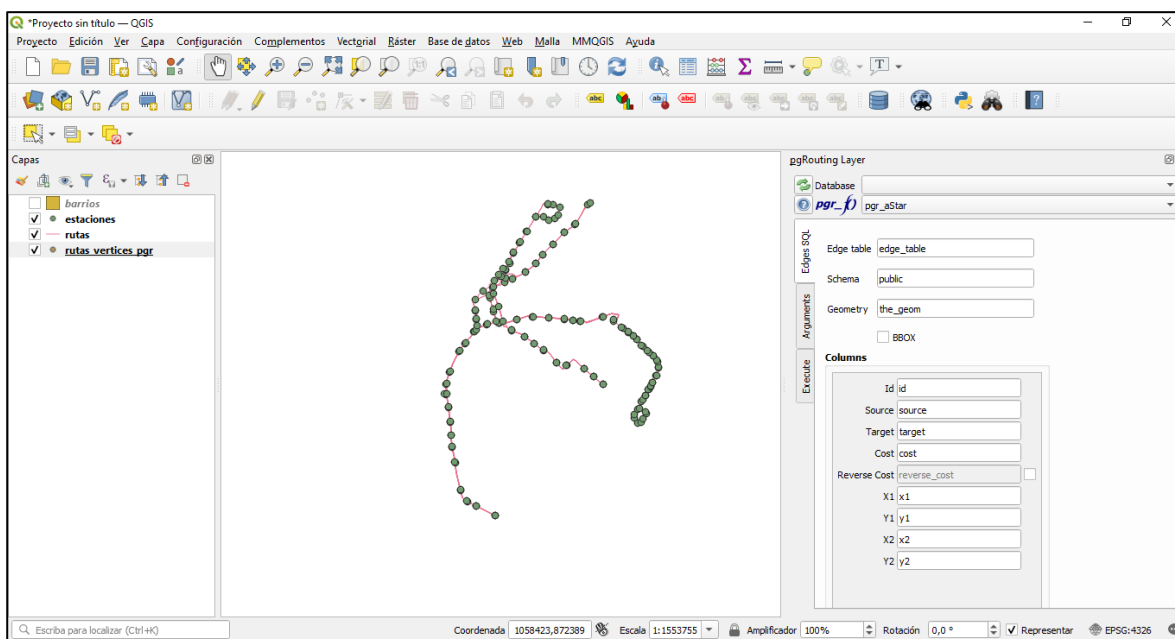 *Proyecto sin título — QGIS
Proyecto Edición Ver Capa Configuración Complementos Vectorial Ráster Base de datos Web Malla MMQGIS Ayuda
Capas
barrios
estaciones
rutas
rutas_vertices_pgr
pgRouting Layer
Database
pgr_f() pgr_aStar
Edges SQL
Arguments
Execute
Edge table edge_table
Schema public
Geometry the_geom
BBOX
Columns
Id id
Source source
Target target
Cost cost
Reverse Cost reverse_cost
X1 x1
Y1 y1
X2 x2
Y2 y2
Escriba para localizar (Ctrl+K) Coordenada 1058423,872389 Escala 1:1553755 Amplificador 100% Rotación 0,0 ° Representar EPSG:4326